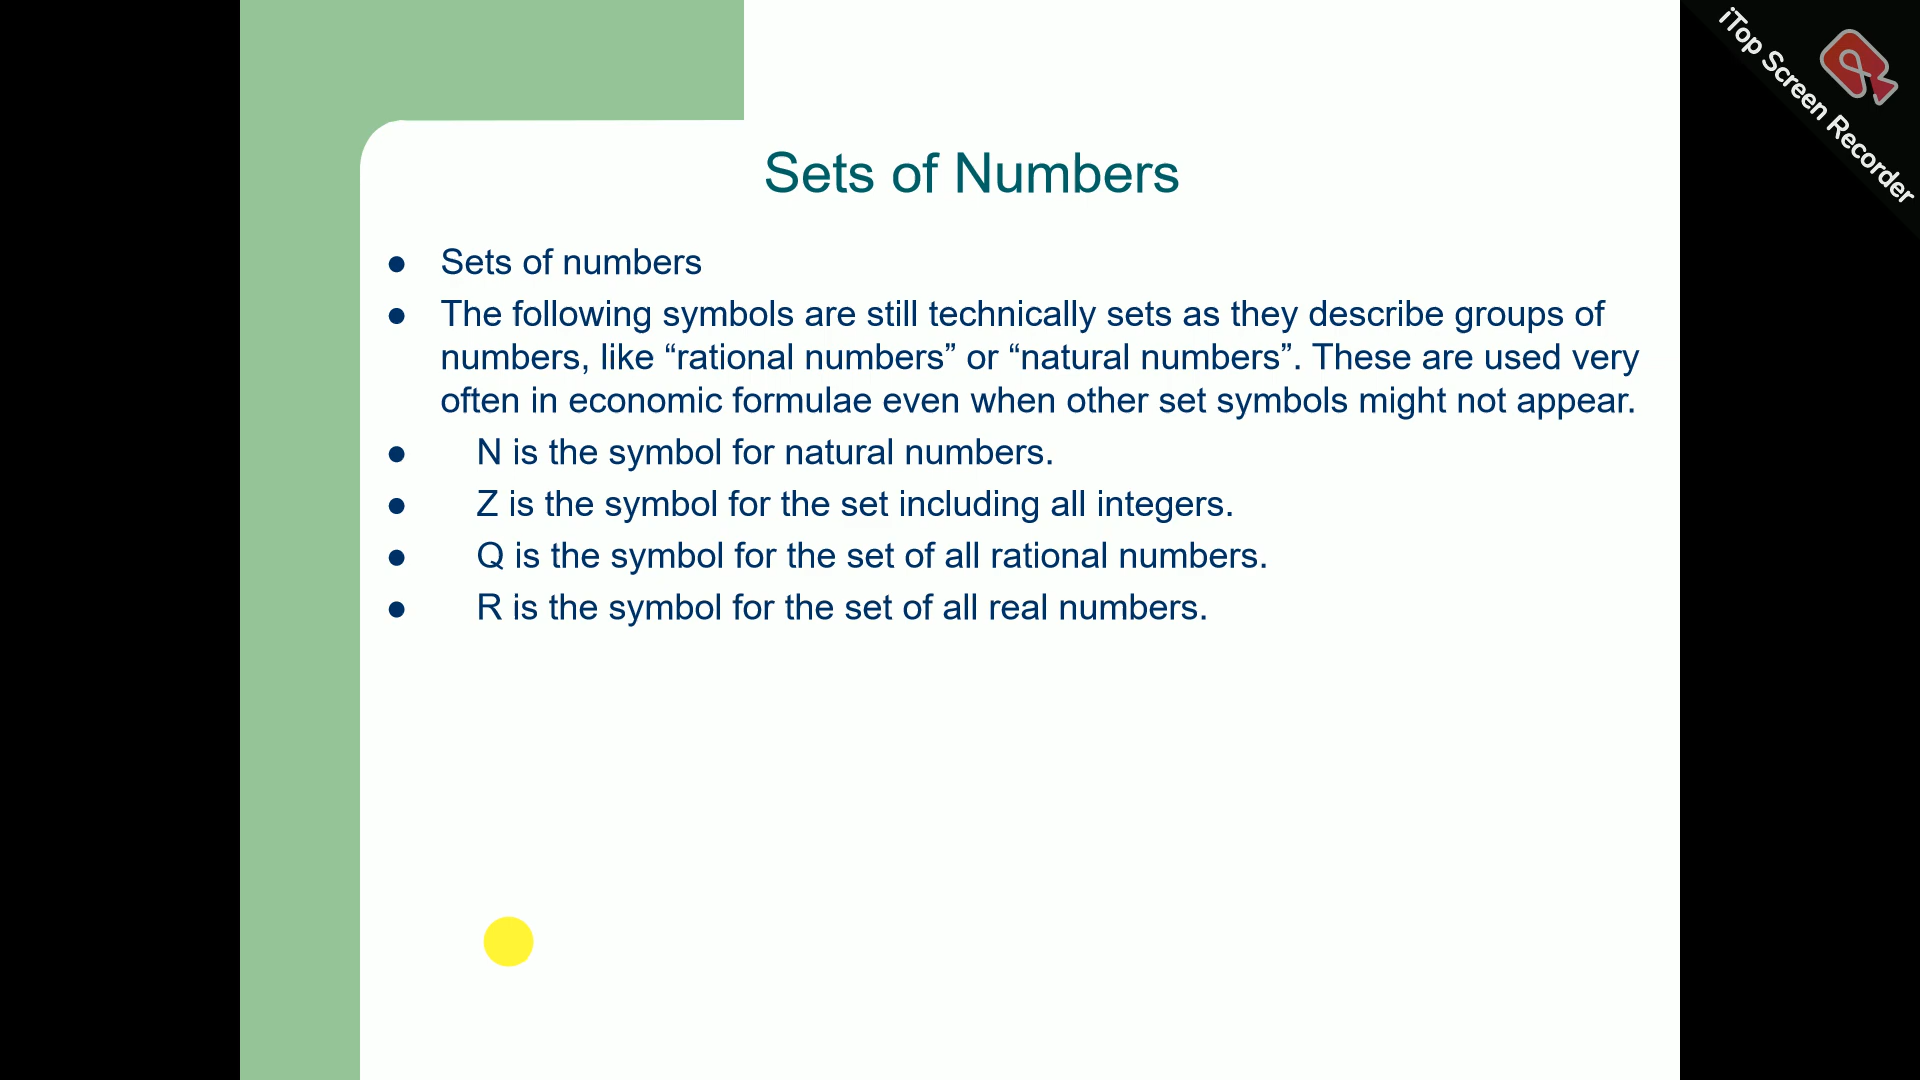 iTop Screen Recorder
Sets of Numbers
● Sets of numbers
● The following symbols are still technically sets as they describe groups of
numbers, like “rational numbers” or “natural numbers”. These are used very
often in economic formulae even when other set symbols might not appear.
● N is the symbol for natural numbers.
● Z is the symbol for the set including all integers.
● Q is the symbol for the set of all rational numbers.
● R is the symbol for the set of all real numbers.